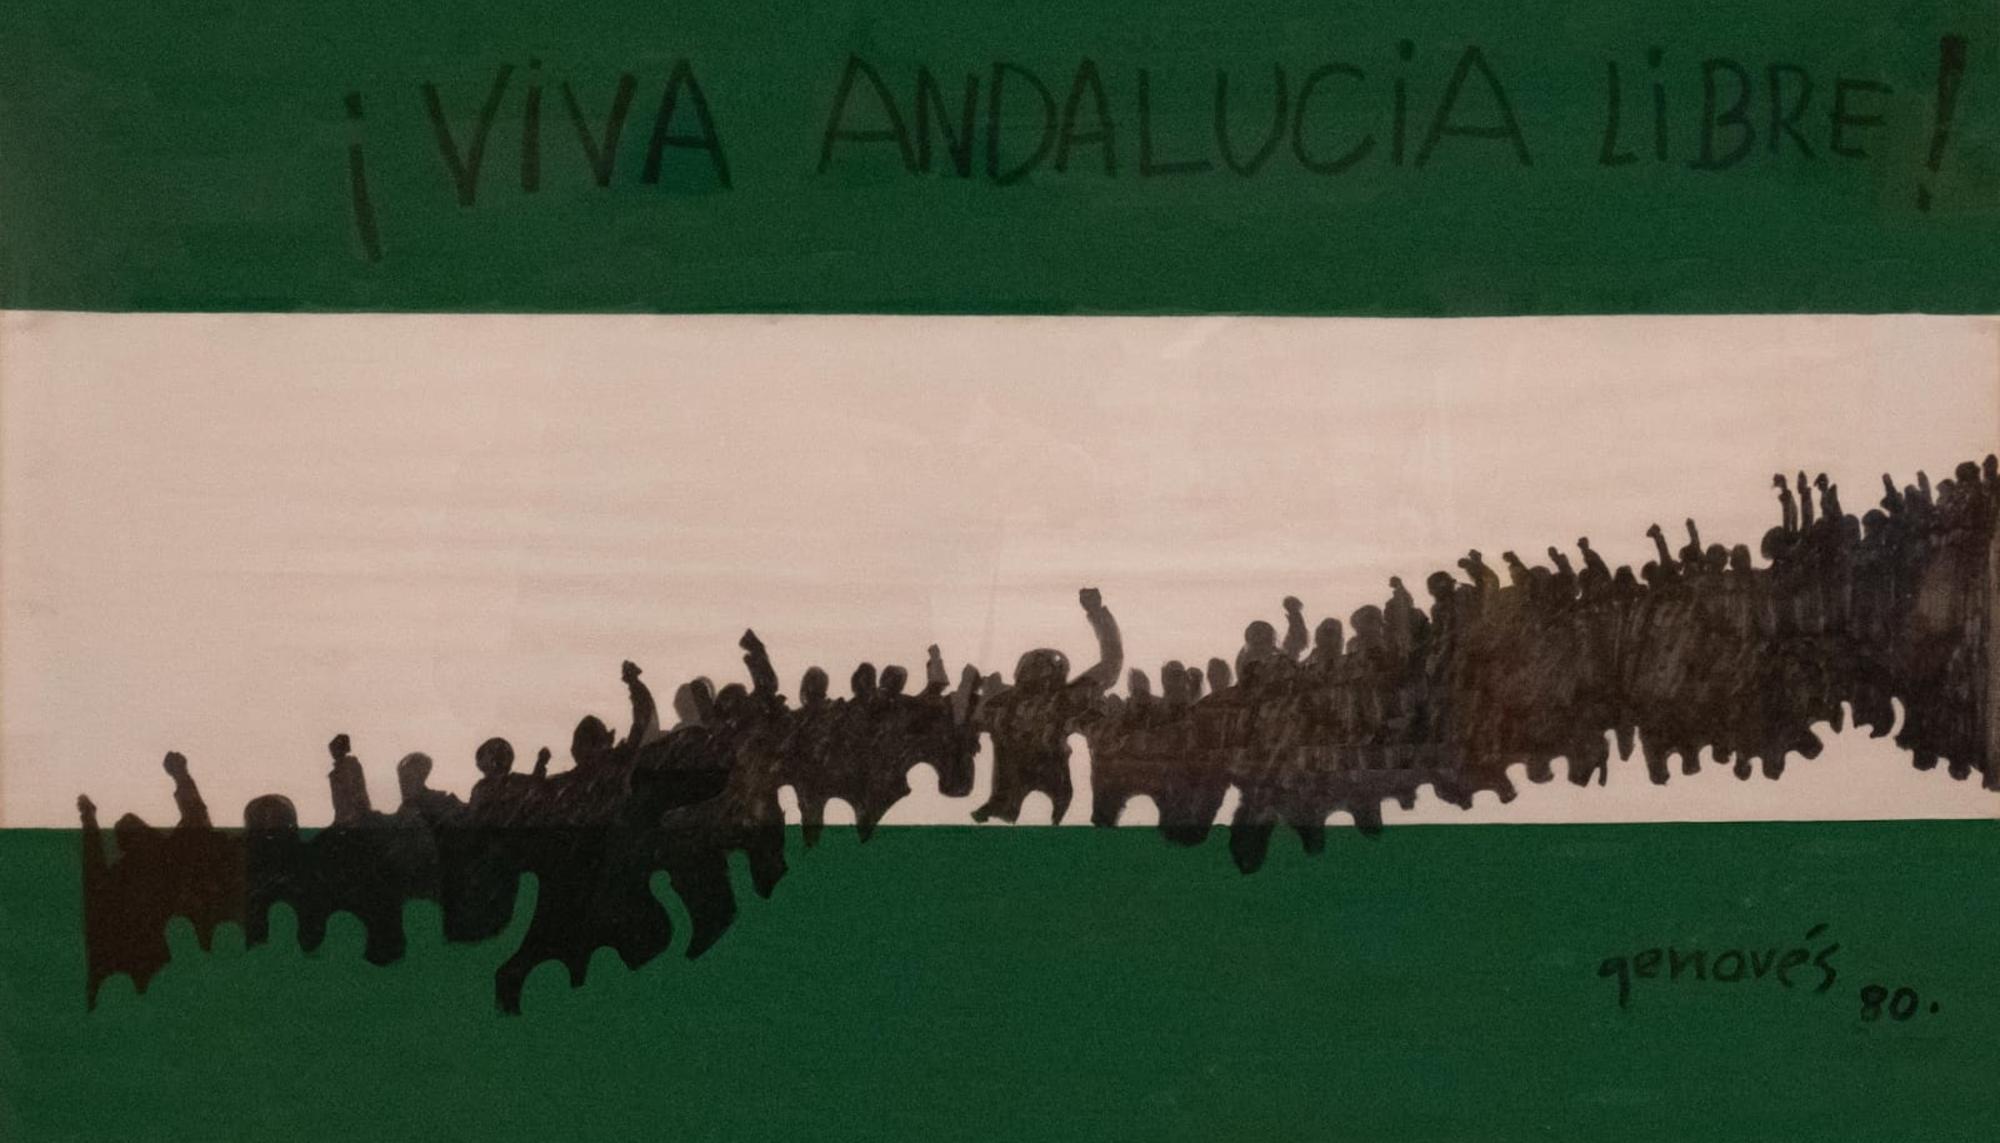 ¡VIVA ANDALUCIA LIBRE!
genovés
80.